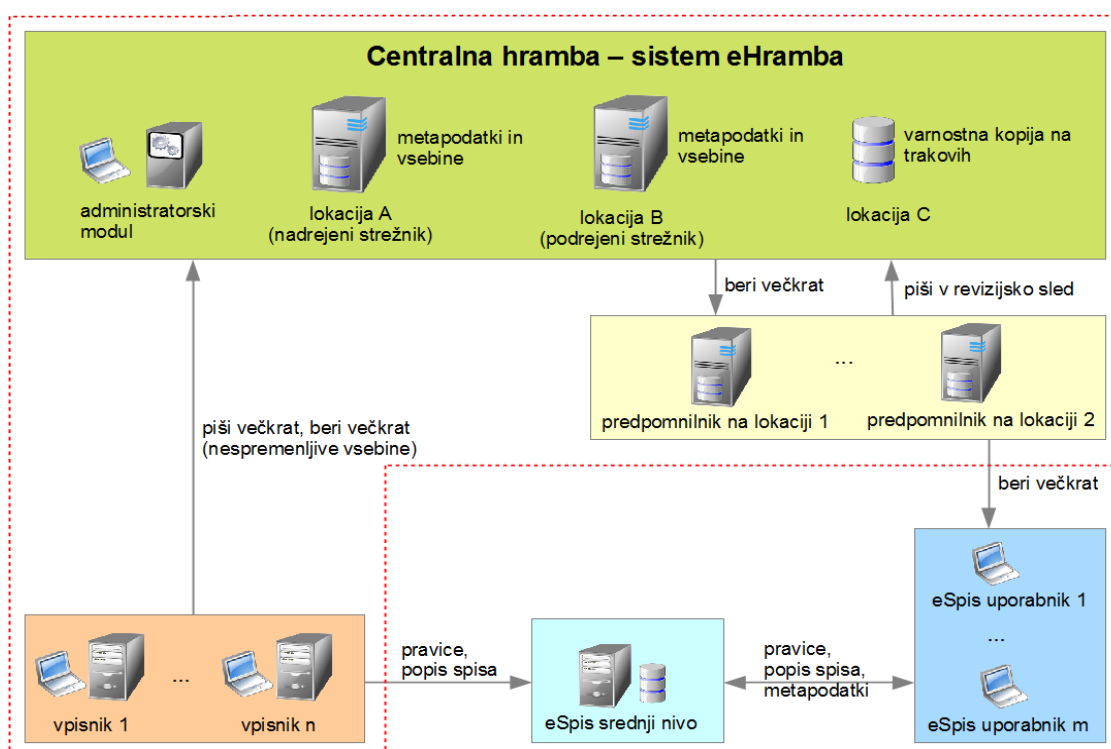 Centralna hramba – sistem eHramba
administratorski
modul
metapodatki in
vsebine
lokacija A
(nadrejeni strežnik)
metapodatki in
vsebine
lokacija B
(podrejeni strežnik)
varnostna kopija na
trakovih
lokacija C
beri večkrat
piši v revizijsko sled
...
predpomnilnik na lokaciji 1
predpomnilnik na lokaciji 2
piši večkrat, beri večkrat
(nespremenljive vsebine)
beri večkrat
eSpis uporabnik 1
...
eSpis uporabnik m
...
vpisnik 1
vpisnik n
pravice,
popis spisa
eSpis srednji nivo
pravice,
popis spisa,
metapodatki